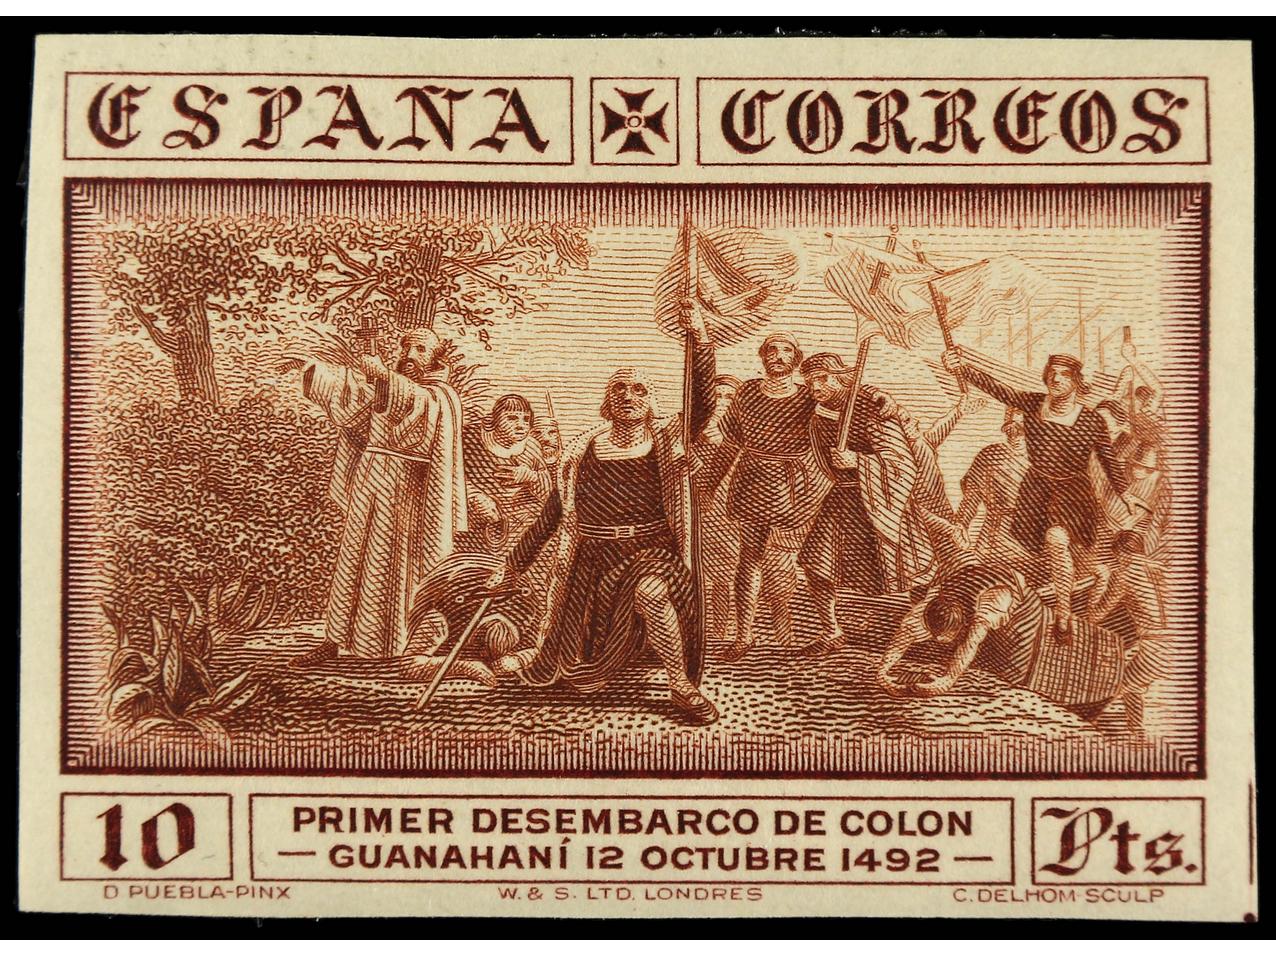 ESPAÑA CORREOS
10 PRIMER DESEMBARCO DE COLON Pts.
— GUANAHANÍ 12 OCTUBRE 1492 —
D PUEBLA-PINX W. & S. LTD. LONDRES C. DELHOM-SCULP